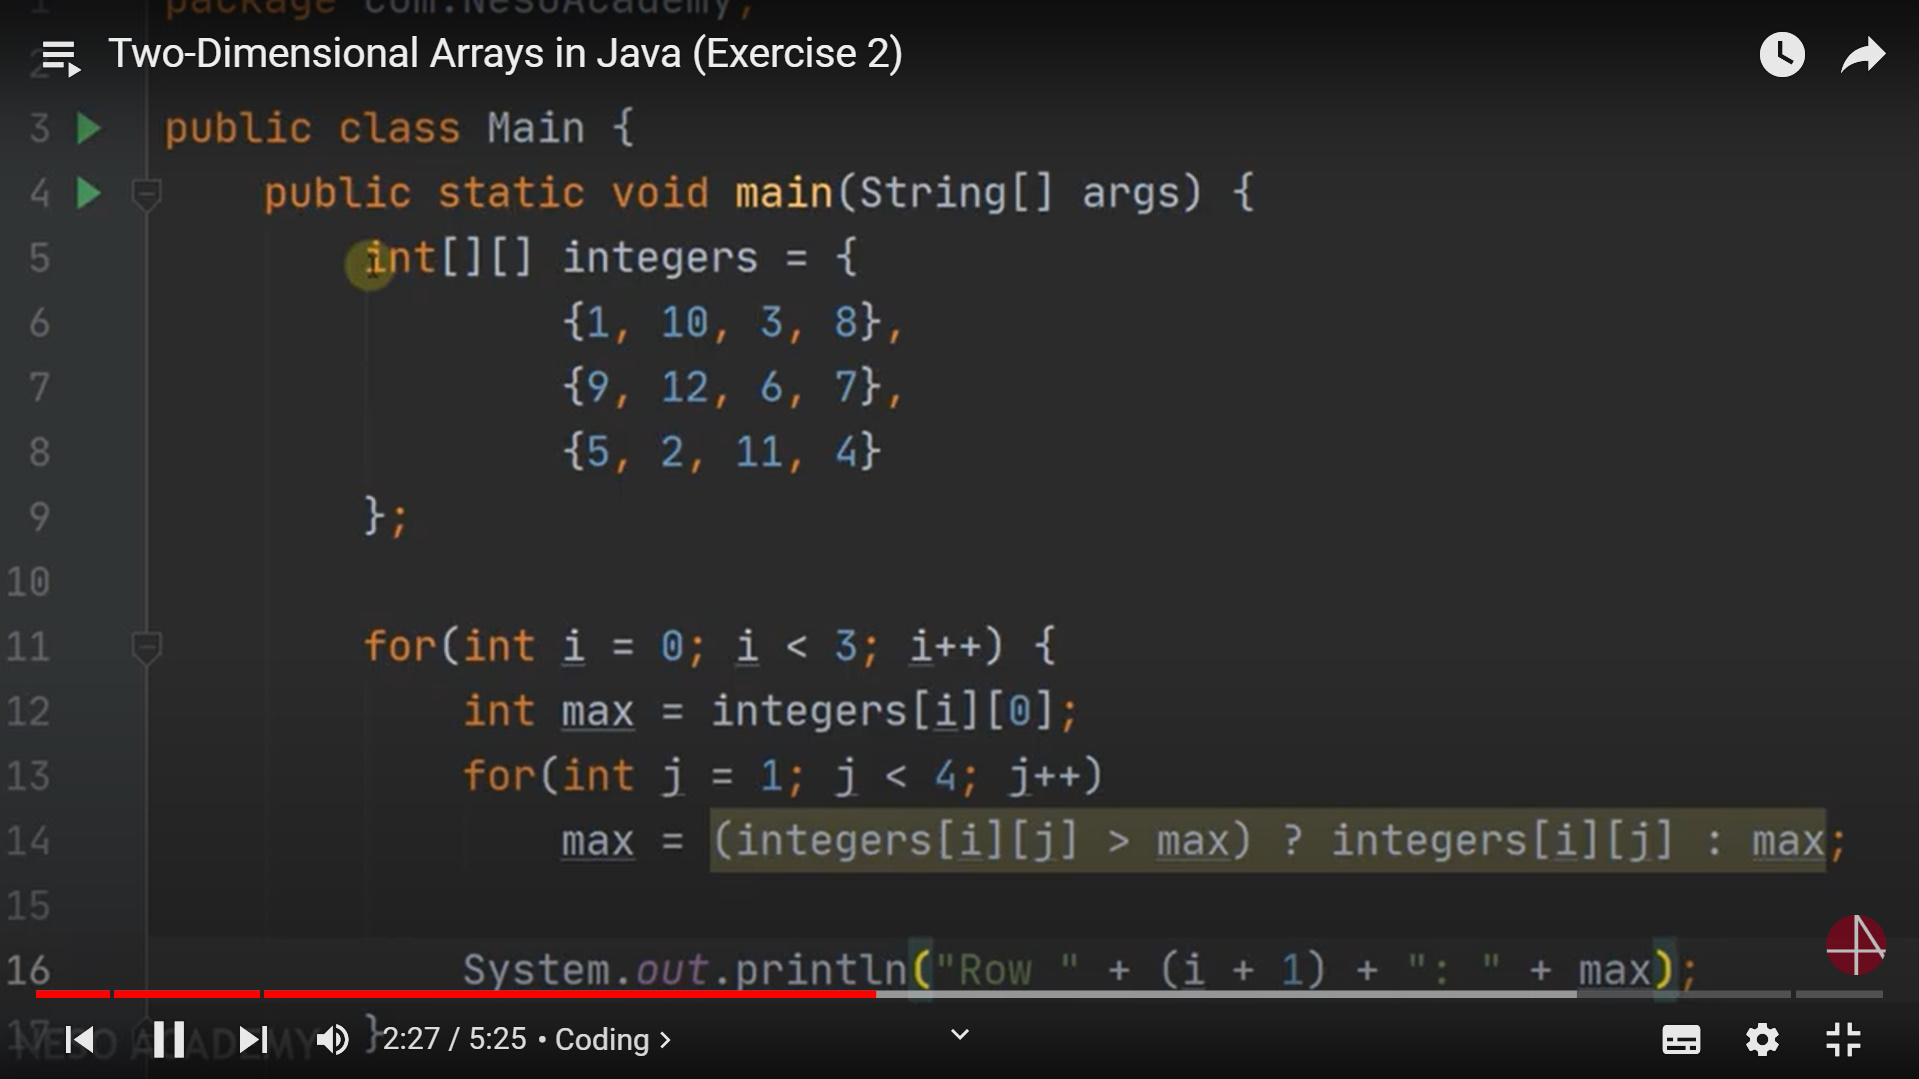 1 package com.NesoAcademy;
2
Two-Dimensional Arrays in Java (Exercise 2)
3 public class Main {
4 public static void main(String[] args) {
5 int[][] integers = {
6 {1, 10, 3, 8},
7 {9, 12, 6, 7},
8 {5, 2, 11, 4}
9 };
10
11 for(int i = 0; i < 3; i++) {
12 int max = integers[i][0];
13 for(int j = 1; j < 4; j++)
14 max = (integers[i][j] > max) ? integers[i][j] : max;
15
16 System.out.println("Row " + (i + 1) + ": " + max);
17 }
NESO ACADEMY
2:27 / 5:25 • Coding >